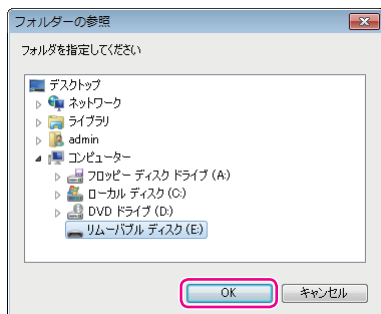 フォルダーの参照
フォルダを指定してください
デスクトップ
ネットワーク
ライブラリ
admin
コンピューター
フロッピー ディスク ドライブ (A:)
ローカル ディスク (C:)
DVD ドライブ (D:)
リムーバブル ディスク (E:)
OK
キャンセル